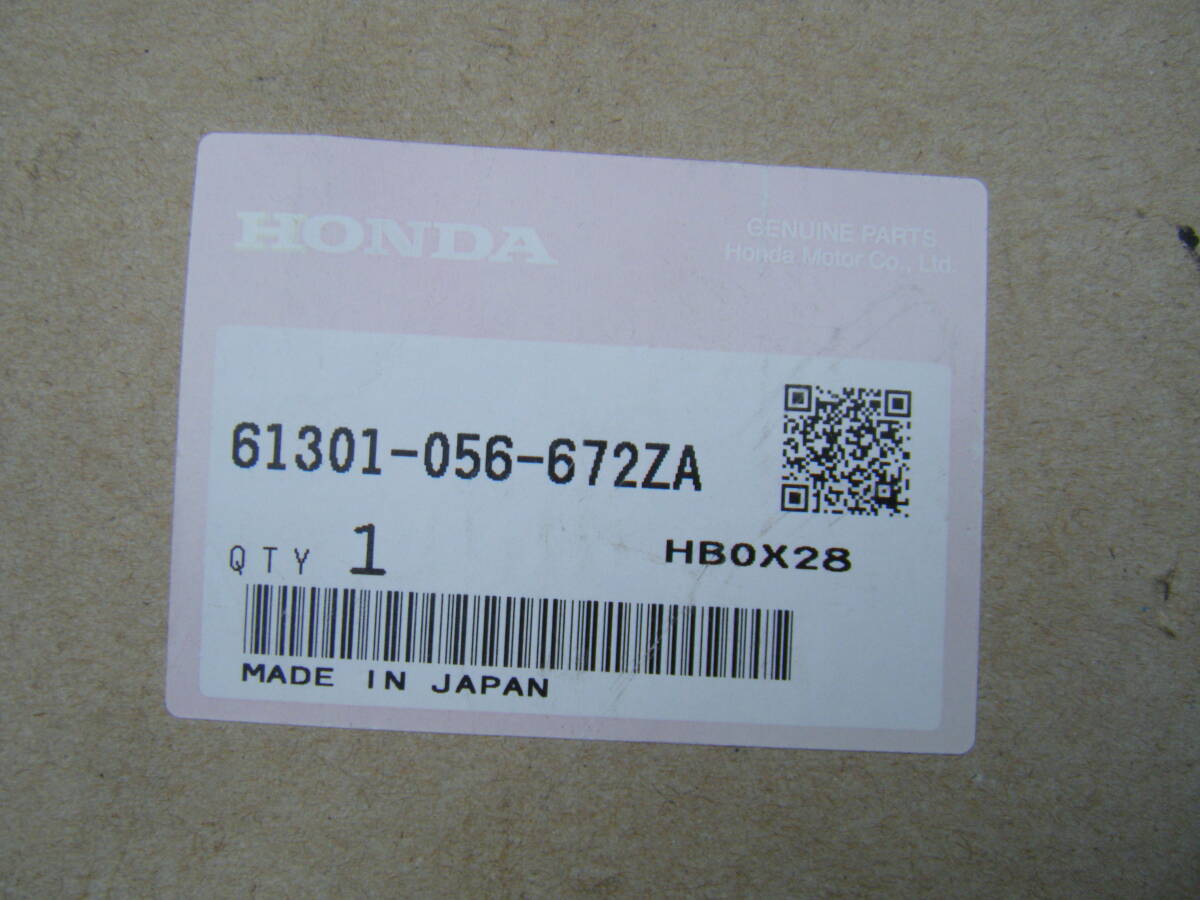 HONDA
GENUINE PARTS
Honda Motor Co., Ltd.
61301-056-672ZA
QTY 1
HB0X28
MADE IN JAPAN